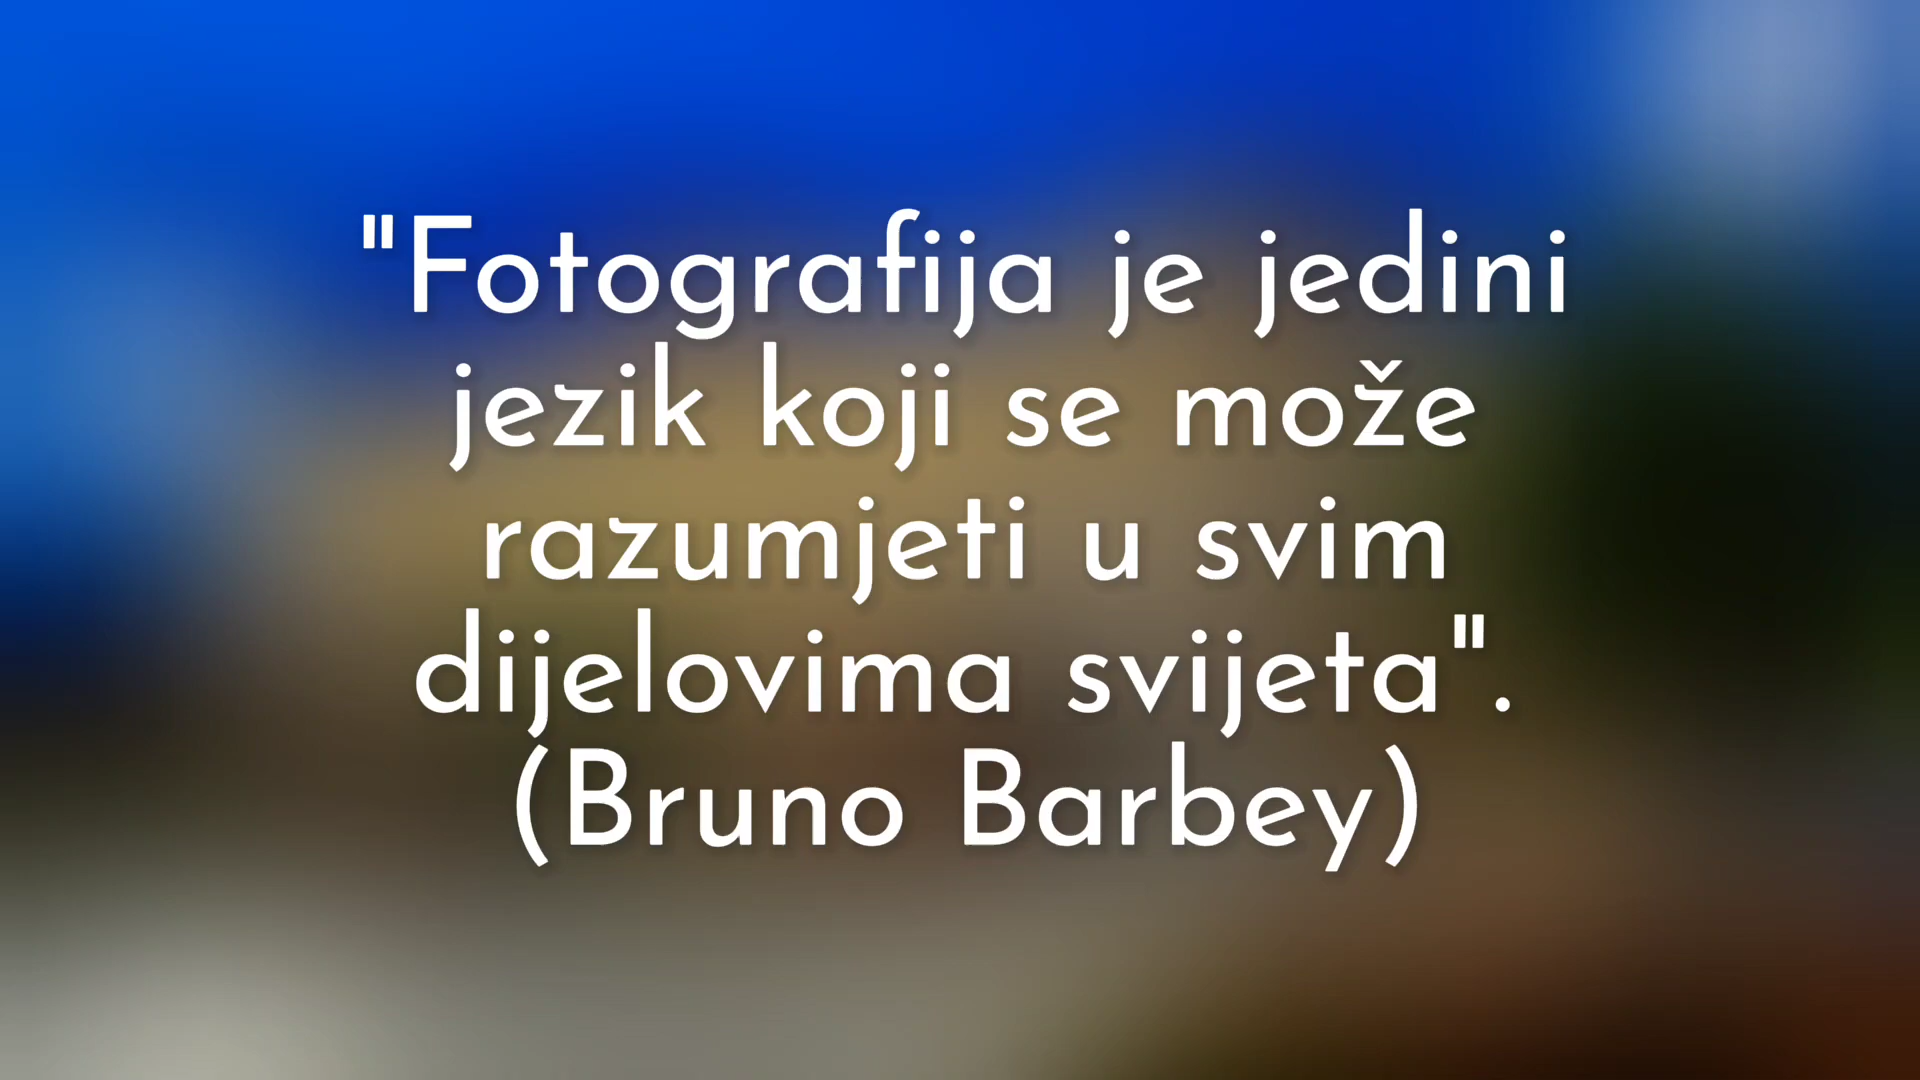 "Fotografija je jedini
jezik koji se može
razumjeti u svim
dijelovima svijeta".
(Bruno Barbey)